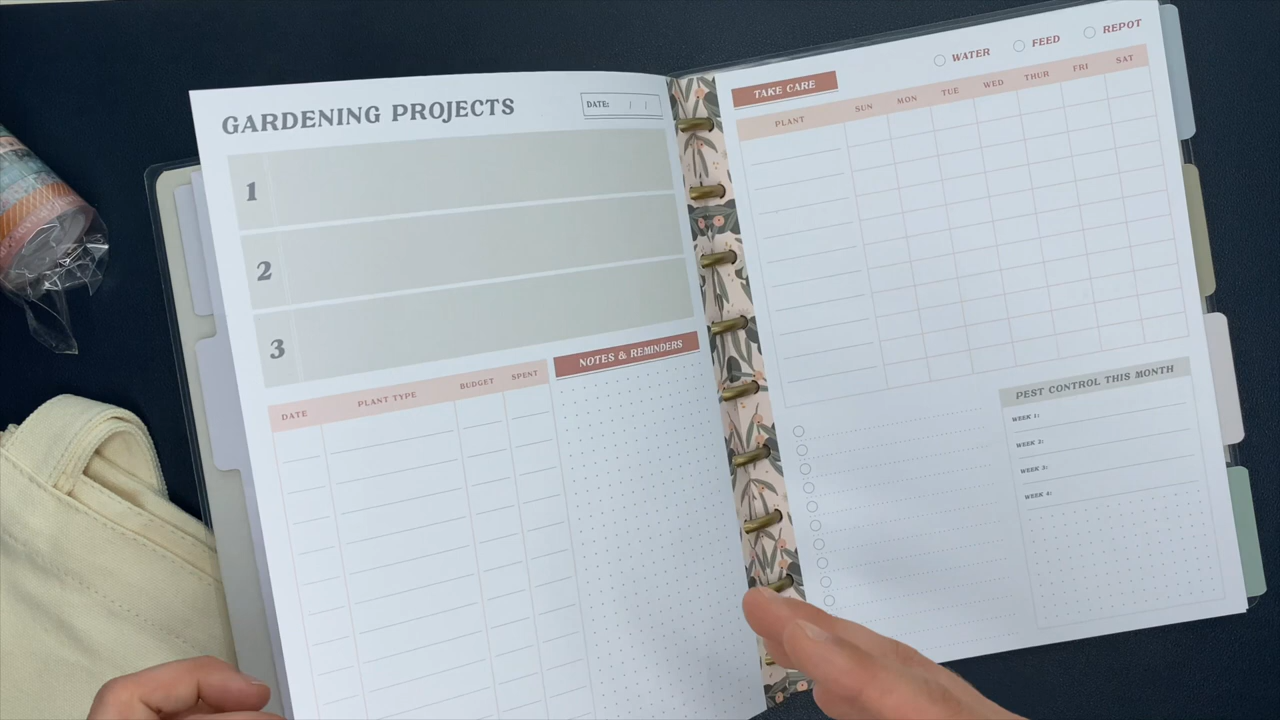 GARDENING PROJECTS
DATE: / /
1
2
3
DATE PLANT TYPE BUDGET SPENT
NOTES & REMINDERS
WATER FEED REPOT
TAKE CARE
PLANT SUN MON TUE WED THUR FRI SAT
PEST CONTROL THIS MONTH
WEEK 1:
WEEK 2:
WEEK 3:
WEEK 4: